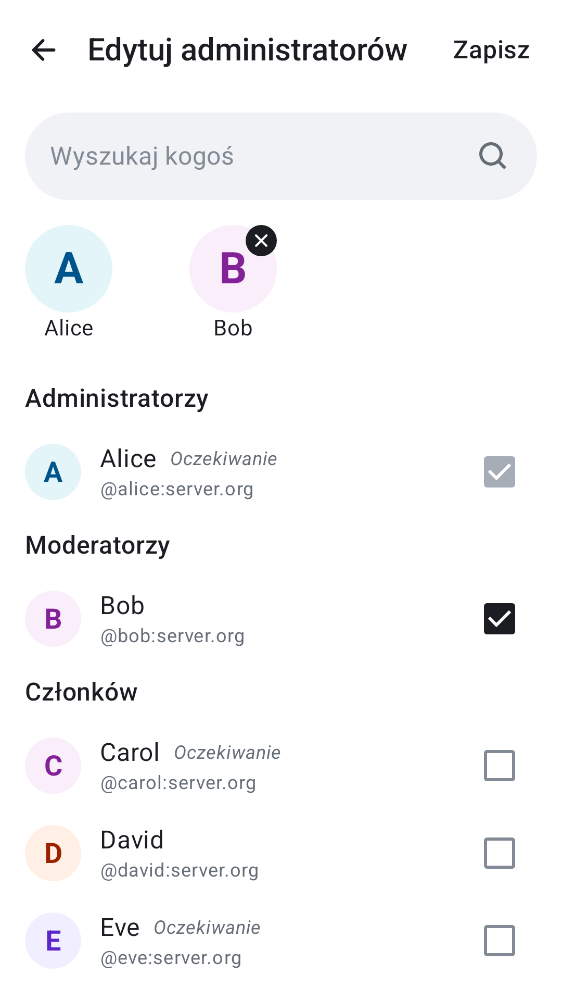 Edytuj administratorów Zapisz
Wyszukaj kogoś
A B
Alice Bob
Administratorzy
A Alice Oczekiwanie
@alice:server.org
Moderatorzy
B Bob
@bob:server.org
Członków
C Carol Oczekiwanie
@carol:server.org
D David
@david:server.org
E Eve Oczekiwanie
@eve:server.org